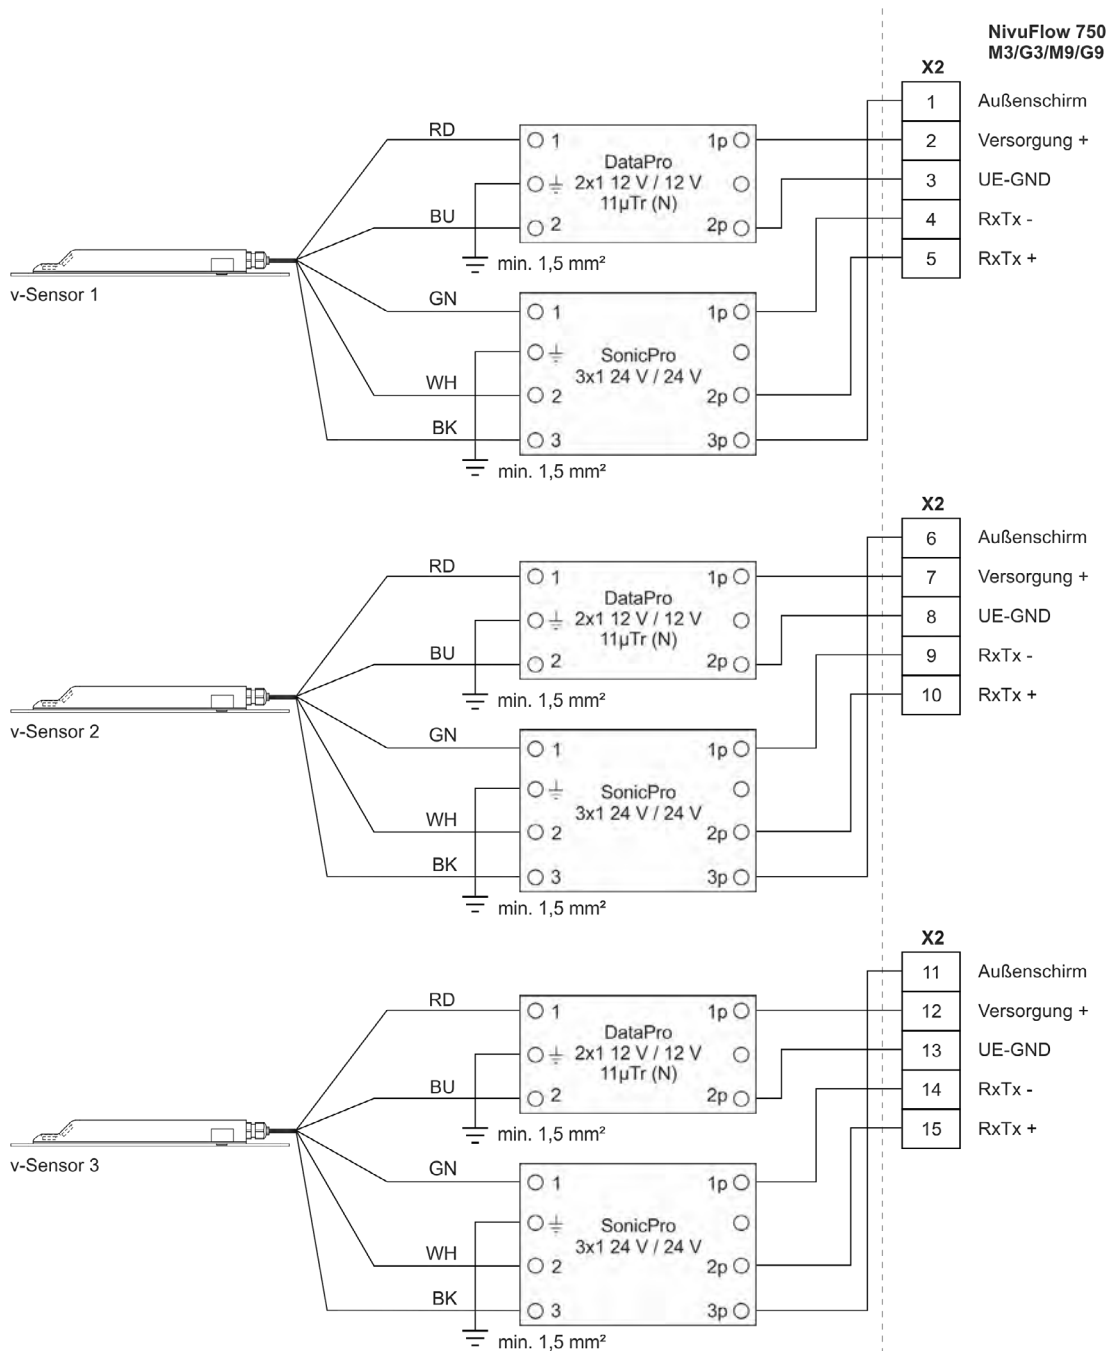 NivuFlow 750
M3/G3/M9/G9
X2
1 Außenschirm
2 Versorgung +
3 UE-GND
4 RxTx -
5 RxTx +
RD
BU
GN
WH
BK
1 1p
DataPro
2x1 12 V / 12 V
11µTr (N)
2 2p
min. 1,5 mm²
1 1p
SonicPro
3x1 24 V / 24 V
2 2p
3 3p
min. 1,5 mm²
v-Sensor 1
X2
6 Außenschirm
7 Versorgung +
8 UE-GND
9 RxTx -
10 RxTx +
RD
BU
GN
WH
BK
1 1p
DataPro
2x1 12 V / 12 V
11µTr (N)
2 2p
min. 1,5 mm²
1 1p
SonicPro
3x1 24 V / 24 V
2 2p
3 3p
min. 1,5 mm²
v-Sensor 2
X2
11 Außenschirm
12 Versorgung +
13 UE-GND
14 RxTx -
15 RxTx +
RD
BU
GN
WH
BK
1 1p
DataPro
2x1 12 V / 12 V
11µTr (N)
2 2p
min. 1,5 mm²
1 1p
SonicPro
3x1 24 V / 24 V
2 2p
3 3p
min. 1,5 mm²
v-Sensor 3